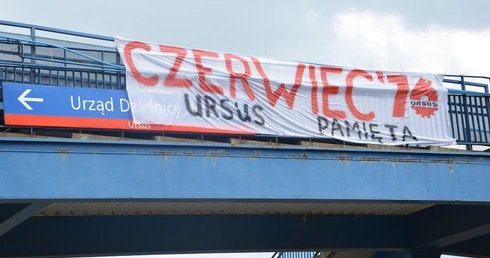 CZERWIEC'76
URSUS
PAMIĘTA
URSUS
Urząd Dzielnicy
Ursus